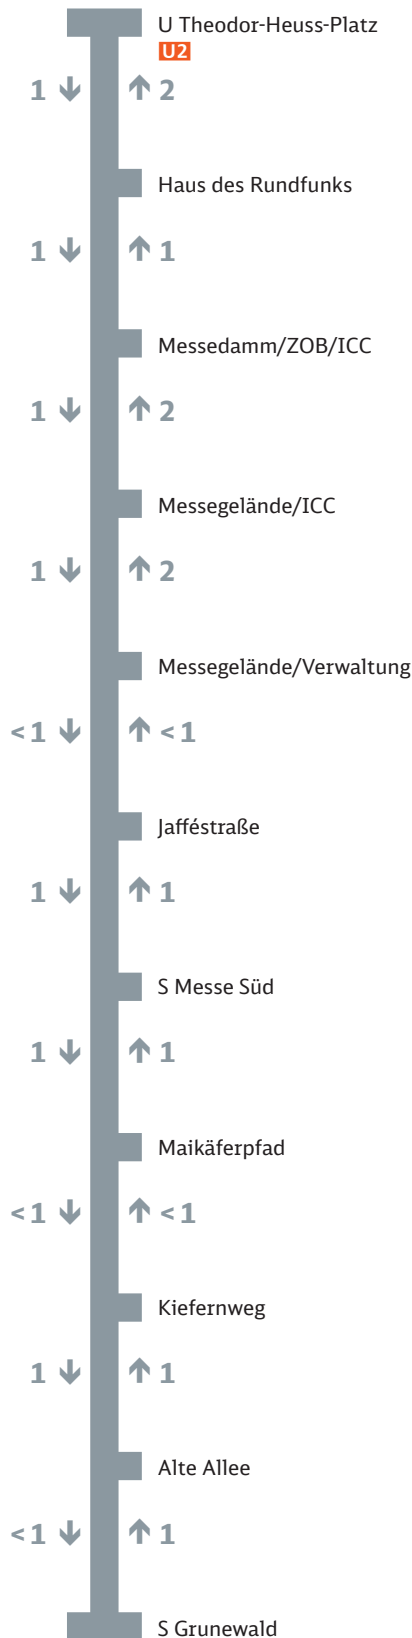 U Theodor-Heuss-Platz
U2
1 ↓ ↑ 2
Haus des Rundfunks
1 ↓ ↑ 1
Messedamm/ZOB/ICC
1 ↓ ↑ 2
Messegelände/ICC
1 ↓ ↑ 2
Messegelände/Verwaltung
<1 ↓ ↑ <1
Jafféstraße
1 ↓ ↑ 1
S Messe Süd
1 ↓ ↑ 1
Maikäferpfad
<1 ↓ ↑ <1
Kiefernweg
1 ↓ ↑ 1
Alte Allee
<1 ↓ ↑ 1
S Grunewald